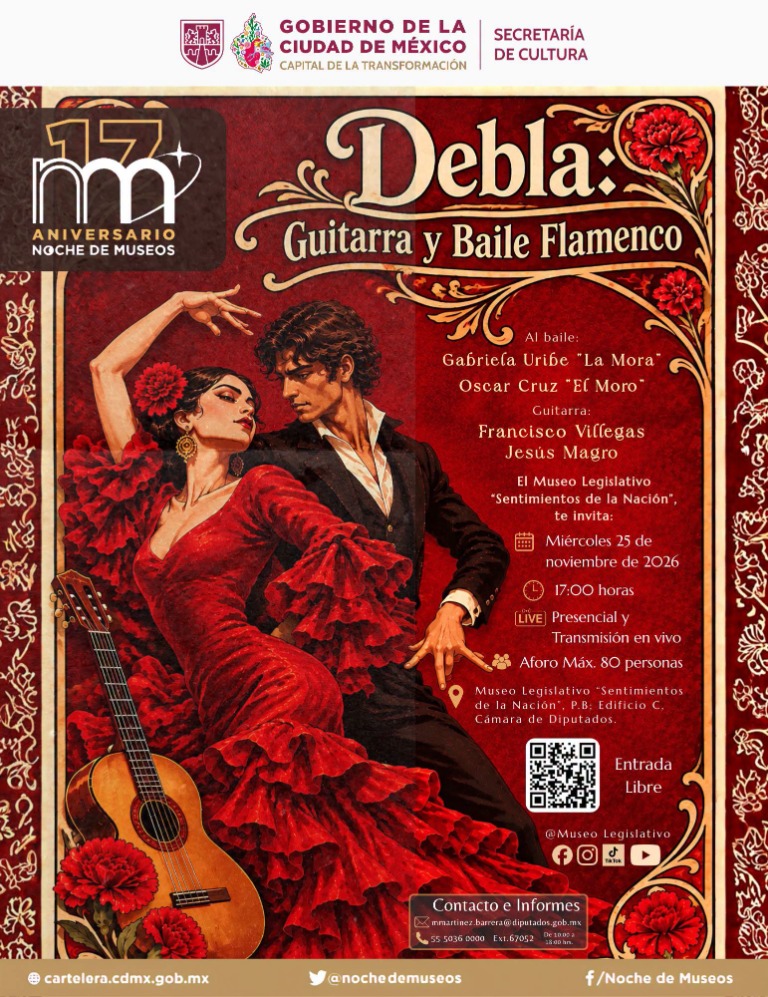 GOBIERNO DE LA
CIUDAD DE MÉXICO
CAPITAL DE LA TRANSFORMACIÓN
SECRETARÍA
DE CULTURA
17
nm
ANIVERSARIO
NOCHE DE MUSEOS
Debla:
Guitarra y Baile Flamenco
Al baile:
Gabriela Uribe "La Mora"
Oscar Cruz "El Moro"
Guitarra:
Francisco Villegas
Jesús Magro
El Museo Legislativo
"Sentimientos de la Nación",
te invita:
Miércoles 25 de
noviembre de 2026
17:00 horas
LIVE
Presencial y
Transmisión en vivo
Aforo Máx. 80 personas
Museo Legislativo "Sentimientos
de la Nación", P.B; Edificio C,
Cámara de Diputados.
Entrada
Libre
@Museo Legislativo
TikTok
Contacto e Informes
mmartinez.barrera@diputados.gob.mx
55 5036 0000 Ext.67052 De 10:00 a
18:00 hrs.
cartelera.cdmx.gob.mx
@nochedemuseos
/Noche de Museos